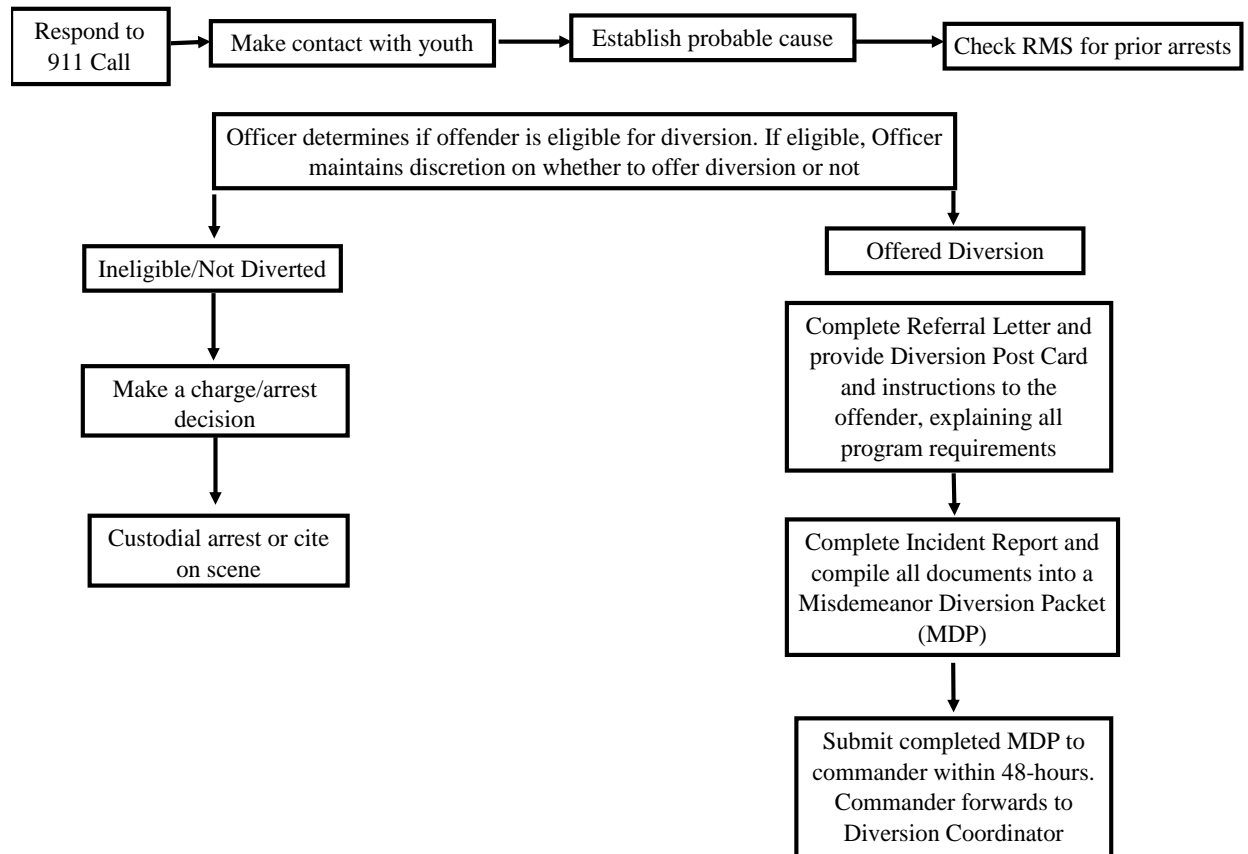 Respond to
911 Call
Make contact with youth
Establish probable cause
Check RMS for prior arrests
Officer determines if offender is eligible for diversion. If eligible, Officer
maintains discretion on whether to offer diversion or not
Ineligible/Not Diverted
Make a charge/arrest
decision
Custodial arrest or cite
on scene
Offered Diversion
Complete Referral Letter and
provide Diversion Post Card
and instructions to the
offender, explaining all
program requirements
Complete Incident Report and
compile all documents into a
Misdemeanor Diversion Packet
(MDP)
Submit completed MDP to
commander within 48-hours.
Commander forwards to
Diversion Coordinator